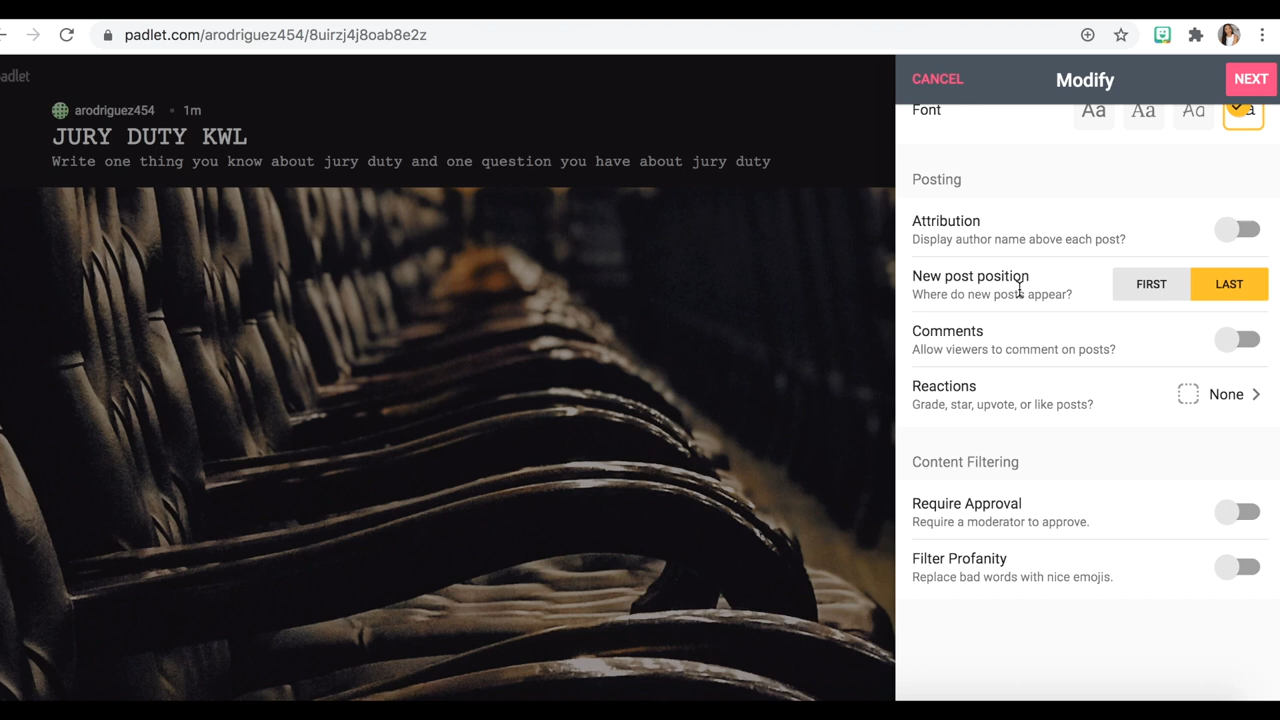 padlet.com/arodriguez454/8uirzj4j8oab8e2z
adlet
arodriguez454 • 1m
JURY DUTY KWL
Write one thing you know about jury duty and one question you have about jury duty
CANCEL
Modify
NEXT
Font
Aa Aa Aa a
Posting
Attribution
Display author name above each post?
New post position
Where do new posts appear?
FIRST LAST
Comments
Allow viewers to comment on posts?
Reactions
Grade, star, upvote, or like posts?
None
Content Filtering
Require Approval
Require a moderator to approve.
Filter Profanity
Replace bad words with nice emojis.